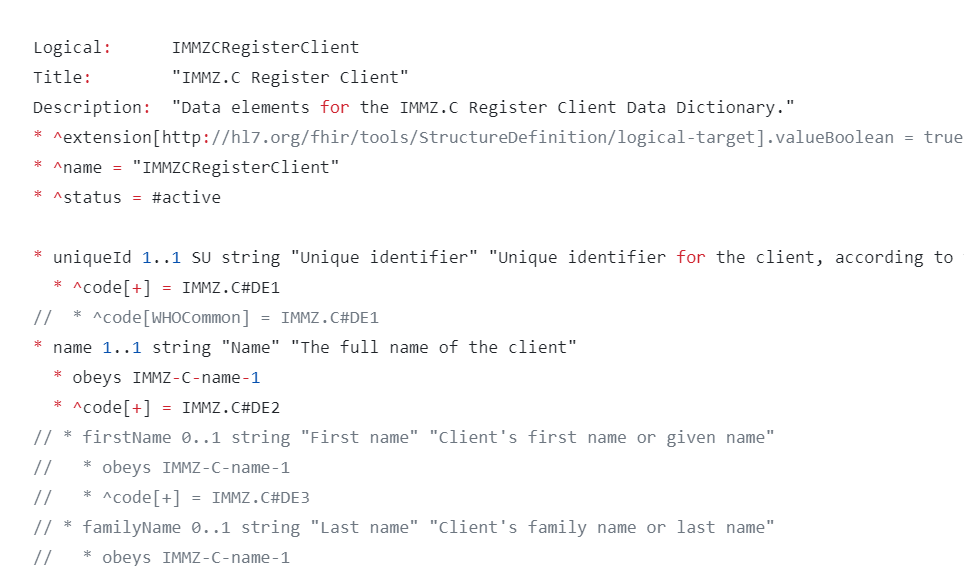 Logical:      IMMZCRegisterClient
Title:        "IMMZ.C Register Client"
Description:  "Data elements for the IMMZ.C Register Client Data Dictionary."
* ^extension[http://hl7.org/fhir/tools/StructureDefinition/logical-target].valueBoolean = true
* ^name = "IMMZCRegisterClient"
* ^status = #active

* uniqueId 1..1 SU string "Unique identifier" "Unique identifier for the client, according to
  * ^code[+] = IMMZ.C#DE1
//  * ^code[WHOCommon] = IMMZ.C#DE1
* name 1..1 string "Name" "The full name of the client"
  * obeys IMMZ-C-name-1
  * ^code[+] = IMMZ.C#DE2
// * firstName 0..1 string "First name" "Client's first name or given name"
//   * obeys IMMZ-C-name-1
//   * ^code[+] = IMMZ.C#DE3
// * familyName 0..1 string "Last name" "Client's family name or last name"
//   * obeys IMMZ-C-name-1